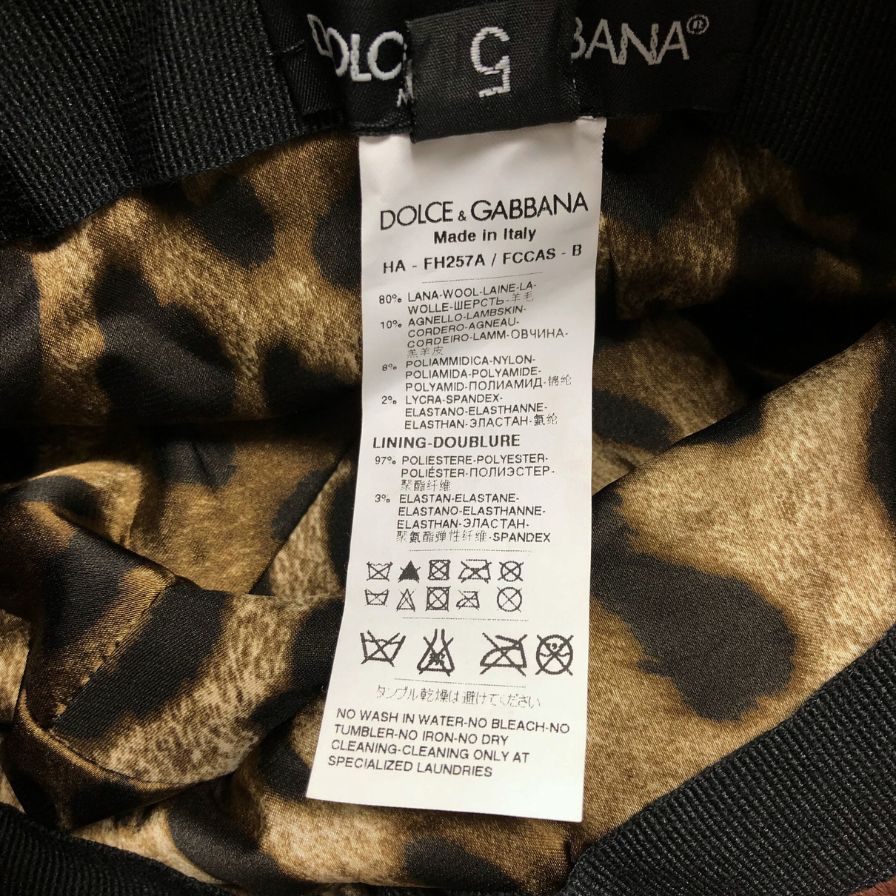 DOLC BANA®
57
DOLCE & GABBANA
Made in Italy
HA - FH257A / FCCAS - B
80% LANA-WOOL-LAINE-LA-
WOLLE-ШЕРСТЬ-羊毛
10% AGNELLO-LAMBSKIN-
CORDERO-AGNEAU-
CORDEIRO-LAMM-ОВЧИНА-
羔羊皮
8% POLIAMMIDICA-NYLON-
POLIAMIDA-POLYAMIDE-
POLYAMID-ПОЛИАМИД-锦纶
2% LYCRA-SPANDEX-
ELASTANO-ELASTHANNE-
ELASTHAN-ЭЛАСТАН-氨纶
LINING-DOUBLURE
97% POLIESTERE-POLYESTER-
POLIÉSTER-ПОЛИЭСТЕР-
聚酯纤维
3% ELASTAN-ELASTANE-
ELASTANO-ELASTHANNE-
ELASTHAN-ЭЛАСТАН-
聚氨酯弹性纤维-SPANDEX
タンブル乾燥は避けてください
NO WASH IN WATER-NO BLEACH-NO
TUMBLER-NO IRON-NO DRY
CLEANING-CLEANING ONLY AT
SPECIALIZED LAUNDRIES